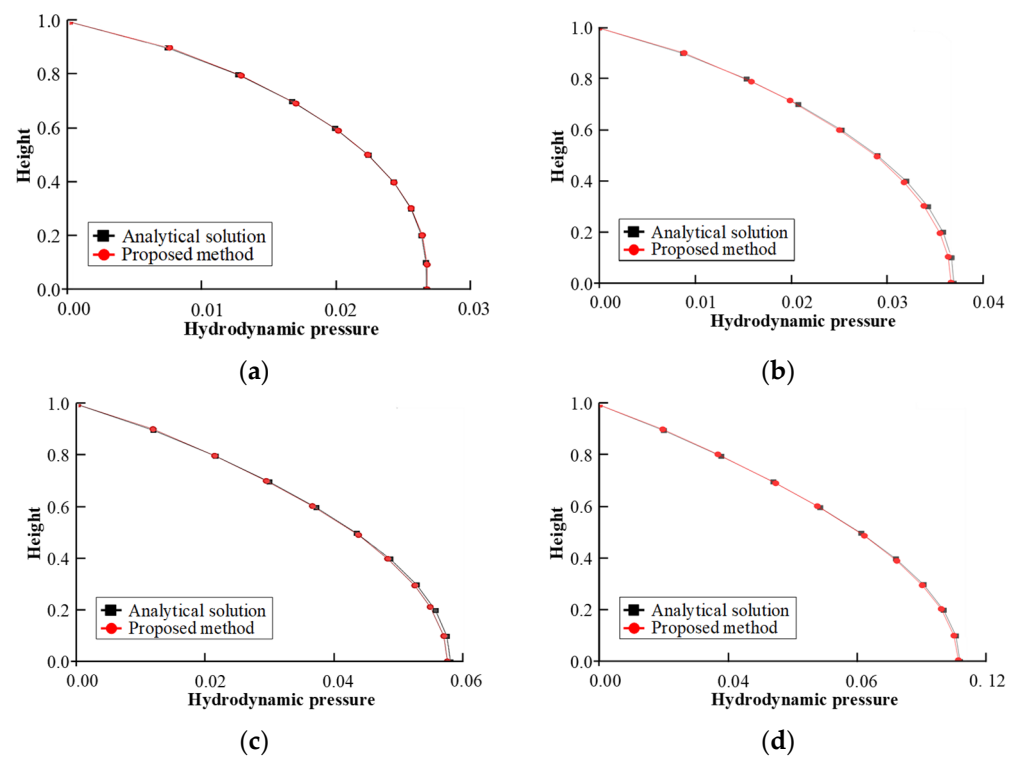 1.0
0.8
0.6
0.4
0.2
0.0
Height
Analytical solution
Proposed method
0.00 0.01 0.02 0.03
Hydrodynamic pressure
(a)
1.0
0.8
0.6
0.4
0.2
0.0
Height
Analytical solution
Proposed method
0.00 0.01 0.02 0.03 0.04
Hydrodynamic pressure
(b)
1.0
0.8
0.6
0.4
0.2
0.0
Height
Analytical solution
Proposed method
0.00 0.02 0.04 0.06
Hydrodynamic pressure
(c)
1.0
0.8
0.6
0.4
0.2
0.0
Height
Analytical solution
Proposed method
0.00 0.04 0.06 0.12
Hydrodynamic pressure
(d)